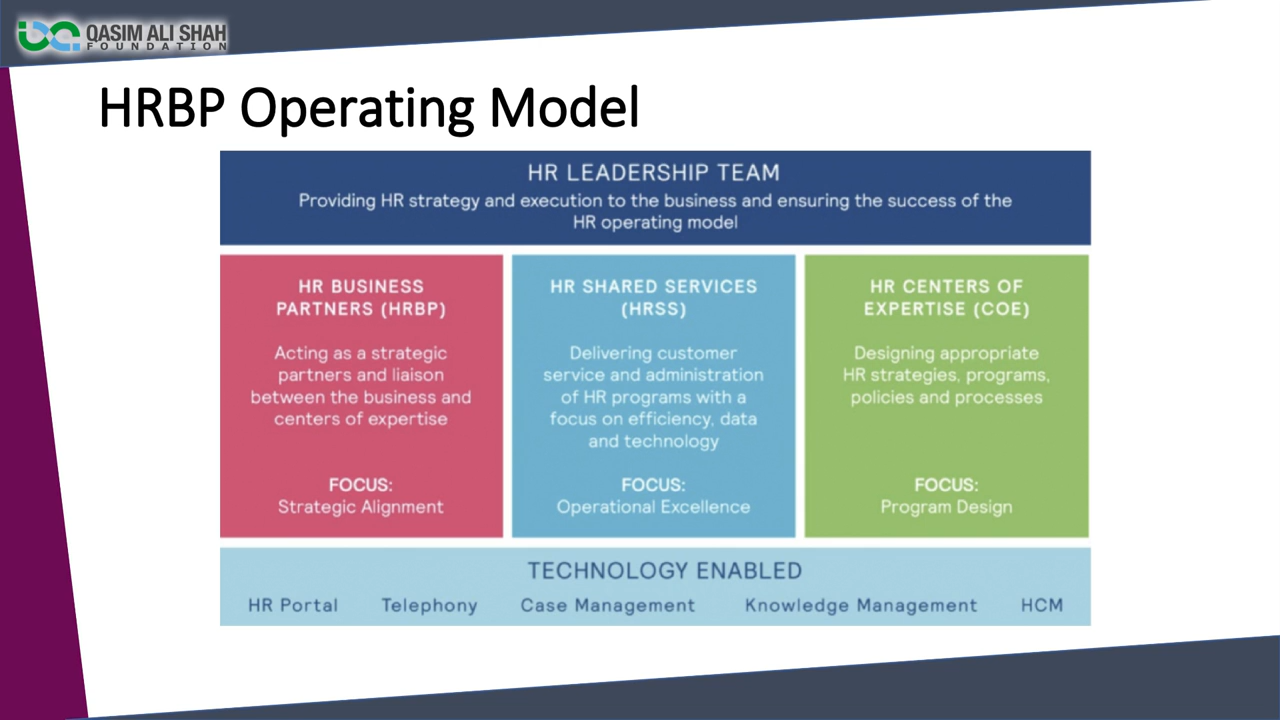 QASIM ALI SHAH
FOUNDATION
HRBP Operating Model
HR LEADERSHIP TEAM
Providing HR strategy and execution to the business and ensuring the success of the
HR operating model
HR BUSINESS
PARTNERS (HRBP)
Acting as a strategic
partners and liaison
between the business and
centers of expertise
FOCUS:
Strategic Alignment
HR SHARED SERVICES
(HRSS)
Delivering customer
service and administration
of HR programs with a
focus on efficiency, data
and technology
FOCUS:
Operational Excellence
HR CENTERS OF
EXPERTISE (COE)
Designing appropriate
HR strategies, programs,
policies and processes
FOCUS:
Program Design
TECHNOLOGY ENABLED
HR Portal Telephony Case Management Knowledge Management HCM